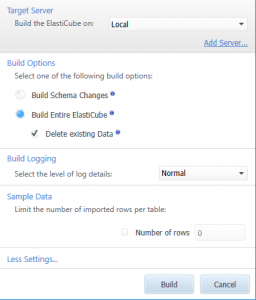 Target Server
Build the ElastiCube on: Local
Add Server...
Build Options
Select one of the following build options:
Build Schema Changes
Build Entire ElastiCube
Delete existing Data
Build Logging
Select the level of log details: Normal
Sample Data
Limit the number of imported rows per table:
Number of rows 0
Less Settings...
Build Cancel